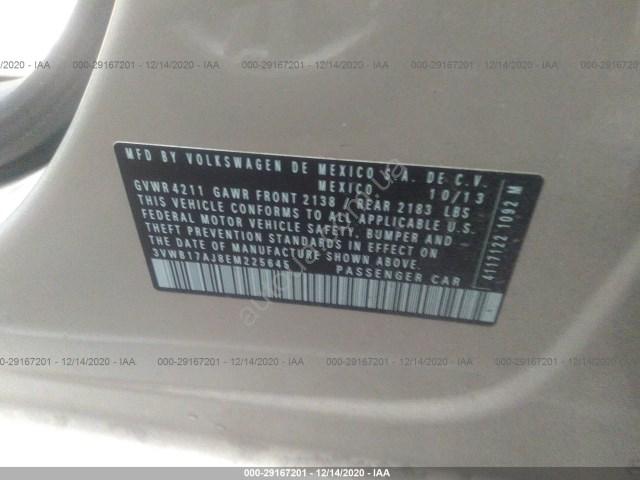 000-29167201 - 12/14/2020 - IAA
MFD BY VOLKSWAGEN DE MEXICO S.A. DE C.V.
MEXICO 10/13
GVWR 4211 GAWR FRONT 2138 REAR 2183 LBS
THIS VEHICLE CONFORMS TO ALL APPLICABLE U.S.
FEDERAL MOTOR VEHICLE SAFETY, BUMPER AND
THEFT PREVENTION STANDARDS IN EFFECT ON
THE DATE OF MANUFACTURE SHOWN ABOVE.
3VWB17AJ8EM225645 PASSENGER CAR
4117122 1092 M
000-29167201 - 12/14/2020 - IAA
000-29167201 - 12/14/2020 - IAA